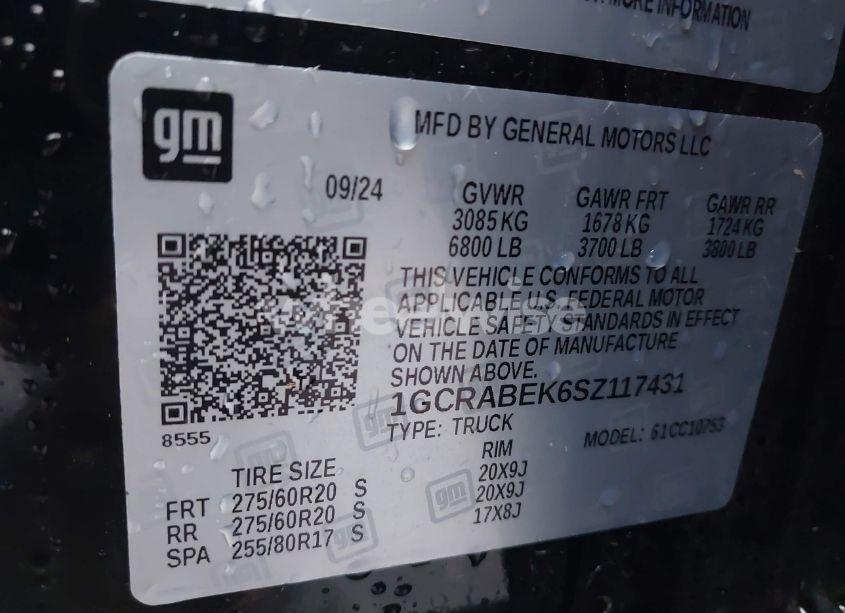 MORE INFORMATION
gm
MFD BY GENERAL MOTORS LLC
09/24
GVWR GAWR FRT GAWR RR
3085 KG 1678 KG 1724 KG
6800 LB 3700 LB 3800 LB
THIS VEHICLE CONFORMS TO ALL
APPLICABLE U.S. FEDERAL MOTOR
VEHICLE SAFETY STANDARDS IN EFFECT
ON THE DATE OF MANUFACTURE
SHOWN ABOVE.
1GCRABEK6SZ117431
TYPE: TRUCK MODEL: 61CC10753
8555
TIRE SIZE RIM
FRT 275/60R20 S 20X9J
RR 275/60R20 S 20X9J
SPA 255/80R17 S 17X8J
gm